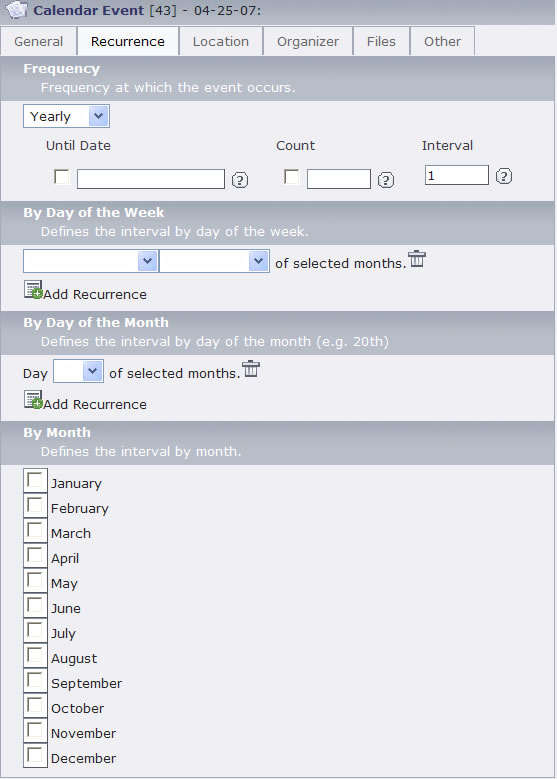 Calendar Event [43] - 04-25-07:
General Recurrence Location Organizer Files Other
Frequency
Frequency at which the event occurs.
Yearly
Until Date Count Interval
? ? 1 ?
By Day of the Week
Defines the interval by day of the week.
of selected months.
Add Recurrence
By Day of the Month
Defines the interval by day of the month (e.g. 20th)
Day of selected months.
Add Recurrence
By Month
Defines the interval by month.
January
February
March
April
May
June
July
August
September
October
November
December